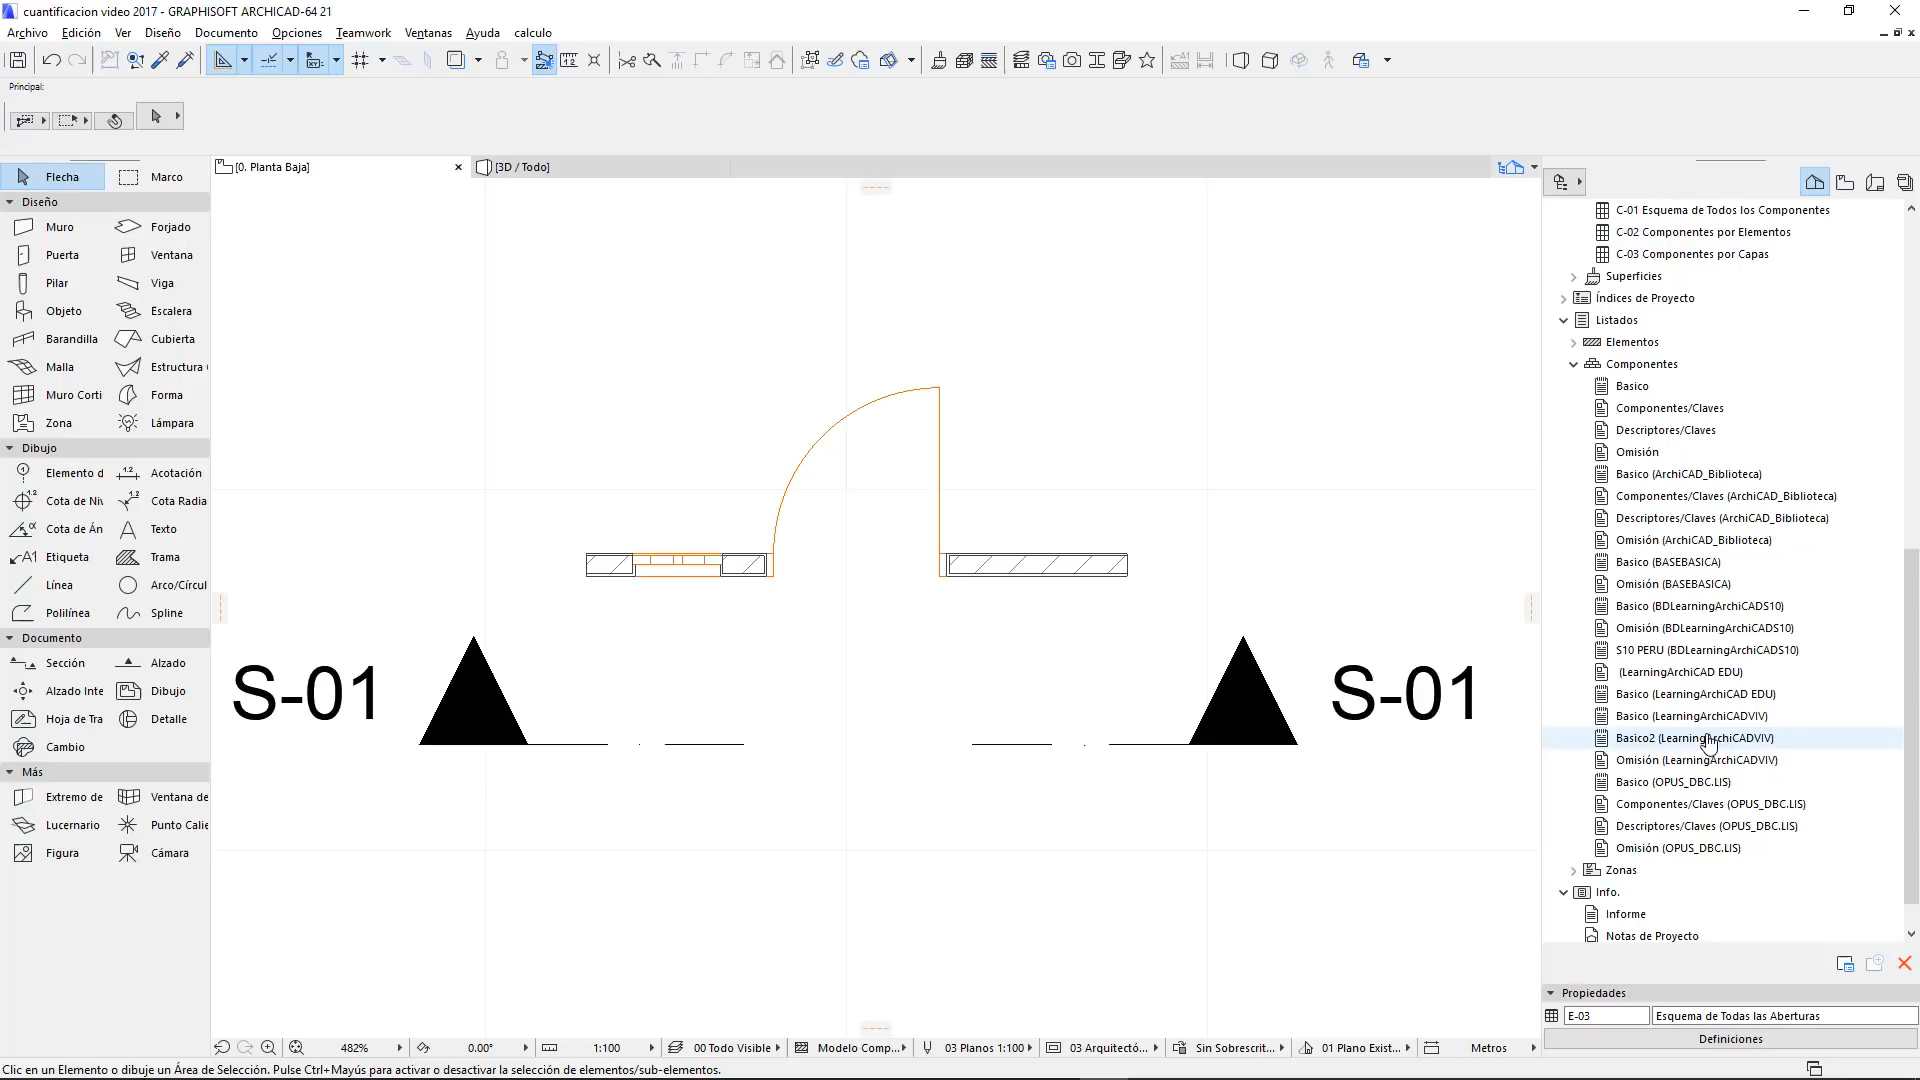 cuantificacion video 2017 - GRAPHISOFT ARCHICAD-64 21
Archivo Edición Ver Diseño Documento Opciones Teamwork Ventanas Ayuda calculo
Principal:
[0. Planta Baja] [3D / Todo]
Flecha Marco
Diseño
Muro Forjado
Puerta Ventana
Pilar Viga
Objeto Escalera
Barandilla Cubierta
Malla Estructura
Muro Corti Forma
Zona Lámpara
Dibujo
Elemento d Acotación
Cota de Niv Cota Radia
Cota de Án Texto
Etiqueta Trama
Línea Arco/Círcul
Polilínea Spline
Documento
Sección Alzado
Alzado Inte Dibujo
Hoja de Tra Detalle
Cambio
Más
Extremo de Ventana de
Lucernario Punto Calie
Figura Cámara
S-01 S-01
C-01 Esquema de Todos los Componentes
C-02 Componentes por Elementos
C-03 Componentes por Capas
Superficies
Índices de Proyecto
Listados
Elementos
Componentes
Basico
Componentes/Claves
Descriptores/Claves
Omisión
Basico (ArchiCAD_Biblioteca)
Componentes/Claves (ArchiCAD_Biblioteca)
Descriptores/Claves (ArchiCAD_Biblioteca)
Omisión (ArchiCAD_Biblioteca)
Basico (BASEBASICA)
Omisión (BASEBASICA)
Basico (BDLearningArchiCADS10)
Omisión (BDLearningArchiCADS10)
S10 PERU (BDLearningArchiCADS10)
(LearningArchiCAD EDU)
Basico (LearningArchiCAD EDU)
Basico (LearningArchiCADVIV)
Basico2 (LearningArchiCADVIV)
Omisión (LearningArchiCADVIV)
Basico (OPUS_DBC.LIS)
Componentes/Claves (OPUS_DBC.LIS)
Descriptores/Claves (OPUS_DBC.LIS)
Omisión (OPUS_DBC.LIS)
Zonas
Info.
Informe
Notas de Proyecto
Propiedades
E-03 Esquema de Todas las Aberturas
Definiciones
482% 0.00° 1:100 00 Todo Visible Modelo Comp... 03 Planos 1:100 03 Arquitectó... Sin Sobrescrit... 01 Plano Exist... Metros
Clic en un Elemento o dibuje un Área de Selección. Pulse Ctrl+Mayús para activar o desactivar la selección de elementos/sub-elementos.